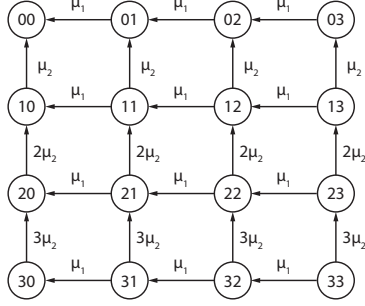 μ₁ μ₁ μ₁
00 01 02 03
μ₂ μ₂ μ₂ μ₂
μ₁ μ₁ μ₁
10 11 12 13
2μ₂ 2μ₂ 2μ₂ 2μ₂
μ₁ μ₁ μ₁
20 21 22 23
3μ₂ 3μ₂ 3μ₂ 3μ₂
μ₁ μ₁ μ₁
30 31 32 33